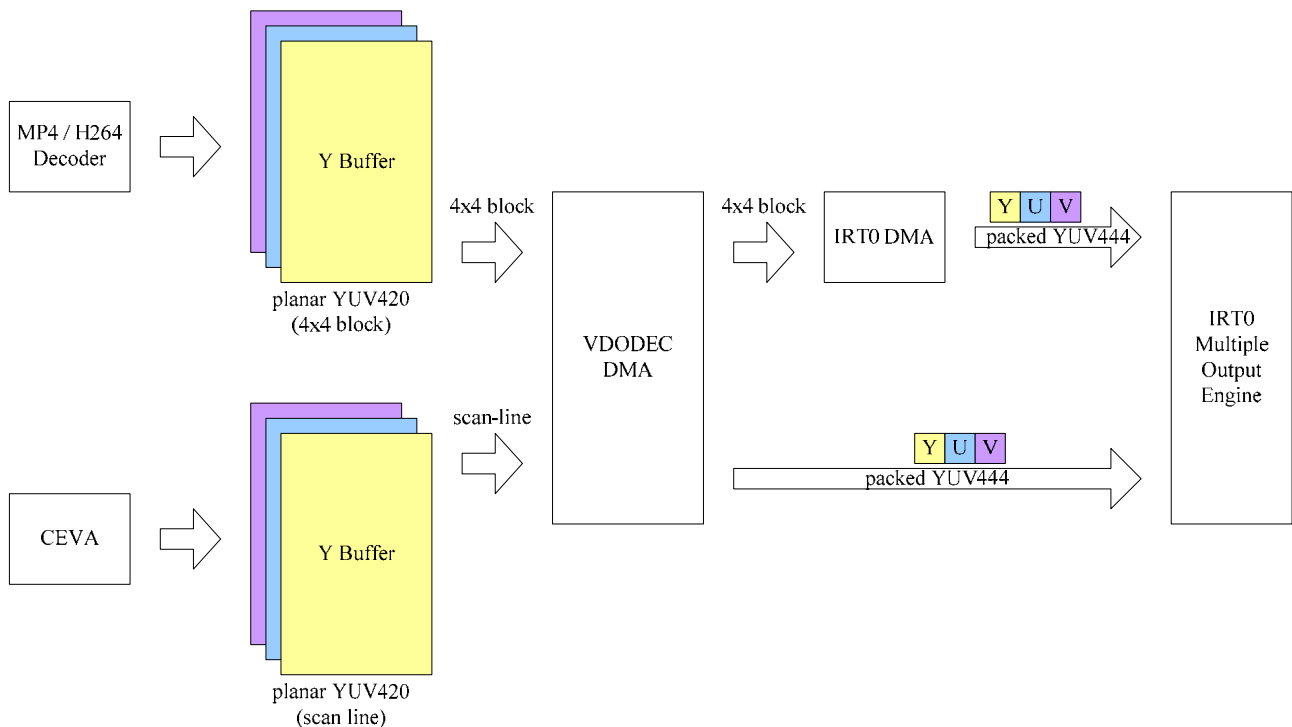 MP4 / H264
Decoder
Y Buffer
planar YUV420
(4x4 block)
4x4 block
VDODEC
DMA
4x4 block
IRT0 DMA
Y U V
packed YUV444
IRT0
Multiple
Output
Engine
CEVA
Y Buffer
planar YUV420
(scan line)
scan-line
Y U V
packed YUV444